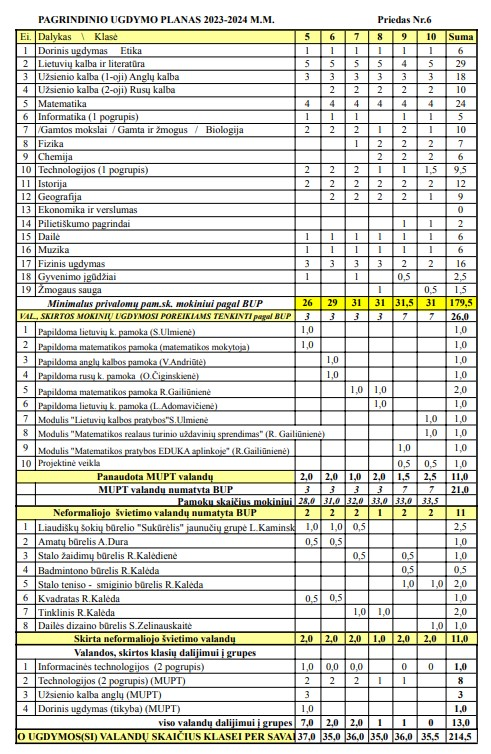 PAGRINDINIO UGDYMO PLANAS 2023-2024 M.M. Priedas Nr.6
Ei. Dalykas \ Klasė 5 6 7 8 9 10 Suma
1 Dorinis ugdymas Etika 1 1 1 1 1 1 6
2 Lietuvių kalba ir literatūra 5 5 5 5 4 5 29
3 Užsienio kalba (1-oji) Anglų kalba 3 3 3 3 3 3 18
4 Užsienio kalba (2-oji) Rusų kalba 2 2 2 2 2 10
5 Matematika 4 4 4 4 4 4 24
6 Informatika (1 pogrupis) 1 1 1 1 1 5
7 /Gamtos mokslai / Gamta ir žmogus / Biologija 2 2 2 1 2 1 10
8 Fizika 1 2 2 2 7
9 Chemija 2 2 2 6
10 Technologijos (1 pogrupis) 2 2 2 1 1 1,5 9,5
11 Istorija 2 2 2 2 2 2 12
12 Geografija 2 2 2 2 1 9
13 Ekonomika ir verslumas 0
14 Pilietiškumo pagrindai 1 1 2
15 Dailė 1 1 1 1 1 1 6
16 Muzika 1 1 1 1 1 1 6
17 Fizinis ugdymas 3 3 3 3 2 2 16
18 Gyvenimo įgūdžiai 1 1 0,5 2,5
19 Žmogaus sauga 1 0,5 1,5
Minimalus privalomų pam.sk. mokiniui pagal BUP 26 29 31 31 31,5 31 179,5
VAL., SKIRTOS MOKINIŲ UGDYMOSI POREIKIAMS TENKINTI pagal BUP 3 3 3 3 7 7 26,0
1 Papildoma lietuvių k. pamoka (S.Ulmienė) 1,0 1,0
2 Papildoma matematikos pamoka (matematikos mokytoja) 1,0 1,0
3 Papildoma anglų kalbos pamoka (V.Andriūtė) 1,0 1,0
4 Papildoma rusų k. pamoka (O.Čiginskienė) 1,0 1,0
5 Papildoma matematikos pamoka R.Gailiūnienė) 1,0 1,0 2,0
6 Papildoma lietuvių k. pamoka (L.Adomavičienė) 1,0 1,0
7 Modulis "Lietuvių kalbos pratybos"S.Ulmienė 1,0 1,0
8 Modulis "Matematikos realaus turinio uždavinių sprendimas" (R. Gailiūnienė) 1,0 1,0
9 Modulis "Matematikos pratybos EDUKA aplinkoje" (R.Gailiūnienė) 1,0 1,0
10 Projektinė veikla 0,5 0,5 1,0
Panaudota MUPT valandų 2,0 2,0 1,0 2,0 1,5 2,5 11,0
MUPT valandų numatyta BUP 3 3 3 3 7 7 21,0
Pamokų skaičius mokiniui 28,0 31,0 32,0 33,0 33,0 33,5
Neformaliojo švietimo valandų numatyta BUP 2 2 2 1 2 2 11
1 Liaudiškų šokių būrelio "Sukūrėlis" jaunučių grupė L.Kaminsk 1,0 1,0 0,5 2,5
2 Amatų būrelis A.Dura 0,5 0,5 1,0
3 Stalo žaidimų būrelis R.Kalėdienė 0,5 0,5 1,0
4 Badmintono būrelis R.Kalėda 0,5 0,5
5 Stalo teniso - smiginio būrelis R.Kalėda 1,0 1,0 2,0
6 Kvadratas R.Kalėda 0,5 0,5 1,0
7 Tinklinis R.Kalėda 1,0 1,0 2,0
8 Dailės dizaino būrelis S.Zelinauskaitė 1,0 1,0
Skirta neformaliojo švietimo valandų 2,0 2,0 2,0 1,0 2,0 2,0 11,0
Valandos, skirtos klasių dalijimui į grupes
1 Informacinės technologijos (2 pogrupis) 1,0 0,0 0,0 0 0 1,0
2 Technologijos (2 pogrupis) (MUPT) 2 2 2 1 1 8
3 Užsienio kalba anglų (MUPT) 3 3
4 Dorinis ugdymas (tikyba) (MUPT) 1,0 1,0
viso valandų dalijimui į grupes 7,0 2,0 2,0 1 1 0 13,0
O UGDYMOS(SI) VALANDŲ SKAIČIUS KLASEI PER SAVAI 37,0 35,0 36,0 35,0 36,0 35,5 214,5